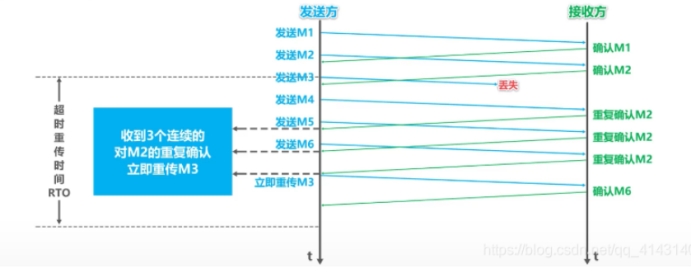 发送方
接收方
发送M1
确认M1
发送M2
确认M2
发送M3
丢失
发送M4
重复确认M2
发送M5
重复确认M2
发送M6
重复确认M2
立即重传M3
确认M6
超时重传时间
RTO
收到3个连续的
对M2的重复确认
立即重传M3
t
t
https://blog.csdn.net/qq_4143140